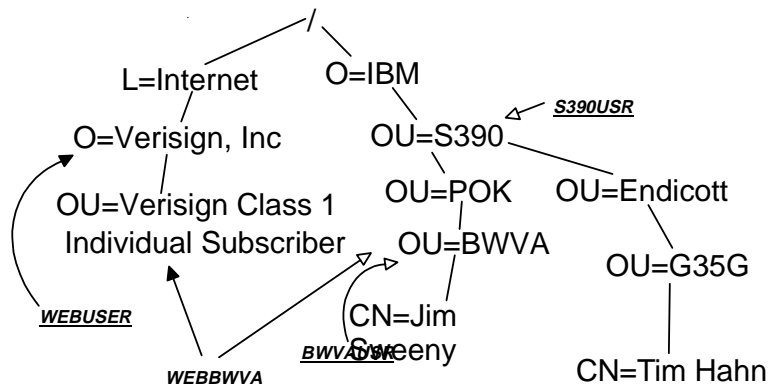 /
L=Internet
O=IBM
S390USR
O=Verisign, Inc
OU=S390
OU=Verisign Class 1
Individual Subscriber
OU=POK
OU=Endicott
OU=BWVA
OU=G35G
WEBUSER
CN=Jim
Sweeny
BWVAUSR
WEBBWVA
CN=Tim Hahn